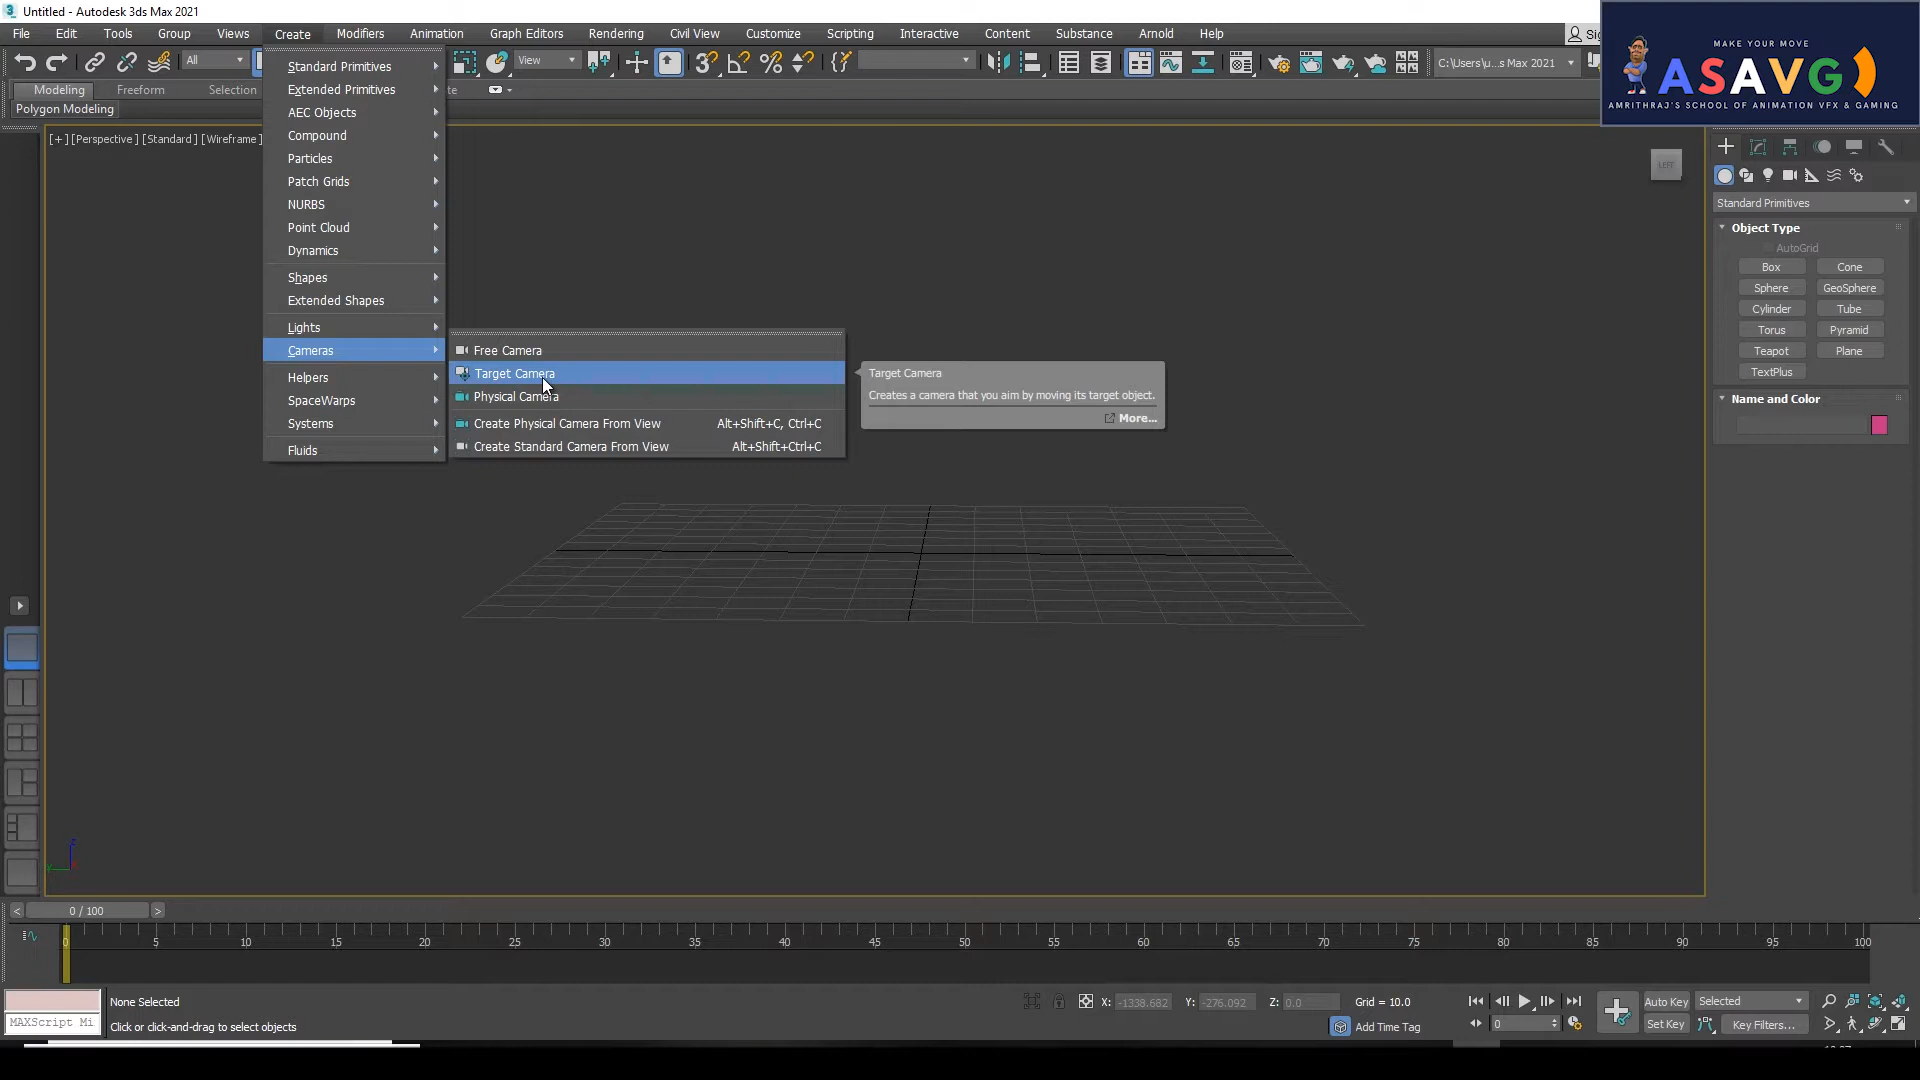 Untitled - Autodesk 3ds Max 2021
File Edit Tools Group Views Create Modifiers Animation Graph Editors Rendering Civil View Customize Scripting Interactive Content Substance Arnold Help
MAKE YOUR MOVE
ASAVG
AMRITHRAJ'S SCHOOL OF ANIMATION VFX & GAMING
All
View
C:\Users\u...s Max 2021
Modeling Freeform Selection
Polygon Modeling
[+] [Perspective] [Standard] [Wireframe]
LEFT
Standard Primitives
Extended Primitives
AEC Objects
Compound
Particles
Patch Grids
NURBS
Point Cloud
Dynamics
Shapes
Extended Shapes
Lights
Cameras
Helpers
SpaceWarps
Systems
Fluids
Free Camera
Target Camera
Physical Camera
Create Physical Camera From View Alt+Shift+C, Ctrl+C
Create Standard Camera From View Alt+Shift+Ctrl+C
Target Camera
Creates a camera that you aim by moving its target object.
More...
Standard Primitives
Object Type
AutoGrid
Box Cone
Sphere GeoSphere
Cylinder Tube
Torus Pyramid
Teapot Plane
TextPlus
Name and Color
< 0 / 100 >
0 5 10 15 20 25 30 35 40 45 50 55 60 65 70 75 80 85 90 95 100
None Selected
X: -1338.682 Y: -276.092 Z: 0.0 Grid = 10.0
Auto Key Selected
MAXScript Mi
Click or click-and-drag to select objects
Add Time Tag
0
Set Key Key Filters...